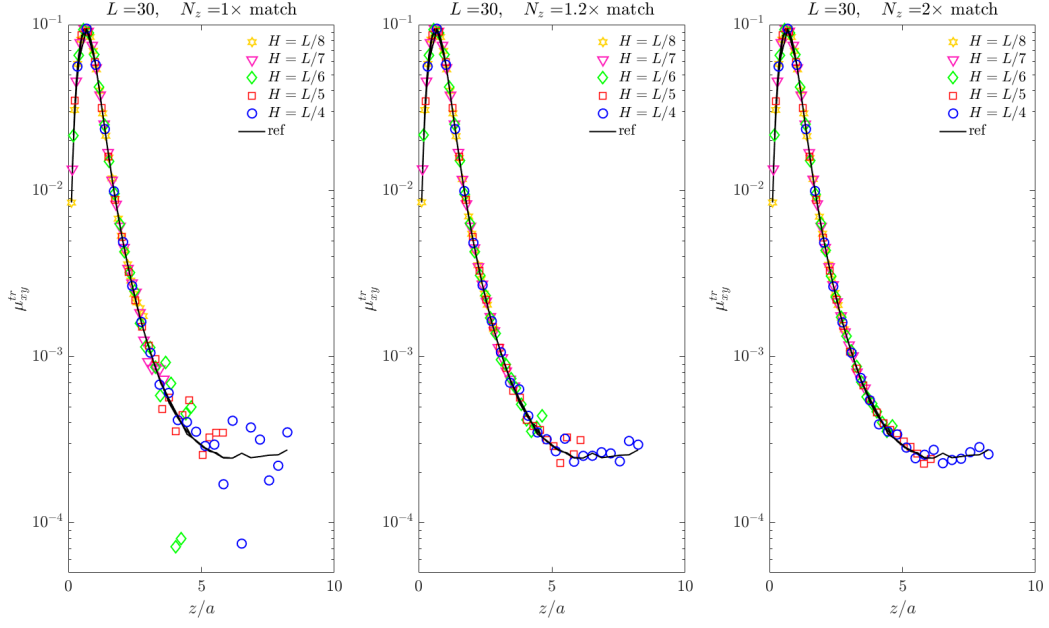 L =30, N_z =1× match
10^{-1}
10^{-2}
10^{-3}
10^{-4}
μ^{tr}_{xy}
H = L/8
H = L/7
H = L/6
H = L/5
H = L/4
ref
0 5 10
z/a
L =30, N_z =1.2× match
10^{-1}
10^{-2}
10^{-3}
10^{-4}
μ^{tr}_{xy}
H = L/8
H = L/7
H = L/6
H = L/5
H = L/4
ref
0 5 10
z/a
L =30, N_z =2× match
10^{-1}
10^{-2}
10^{-3}
10^{-4}
μ^{tr}_{xy}
H = L/8
H = L/7
H = L/6
H = L/5
H = L/4
ref
0 5 10
z/a